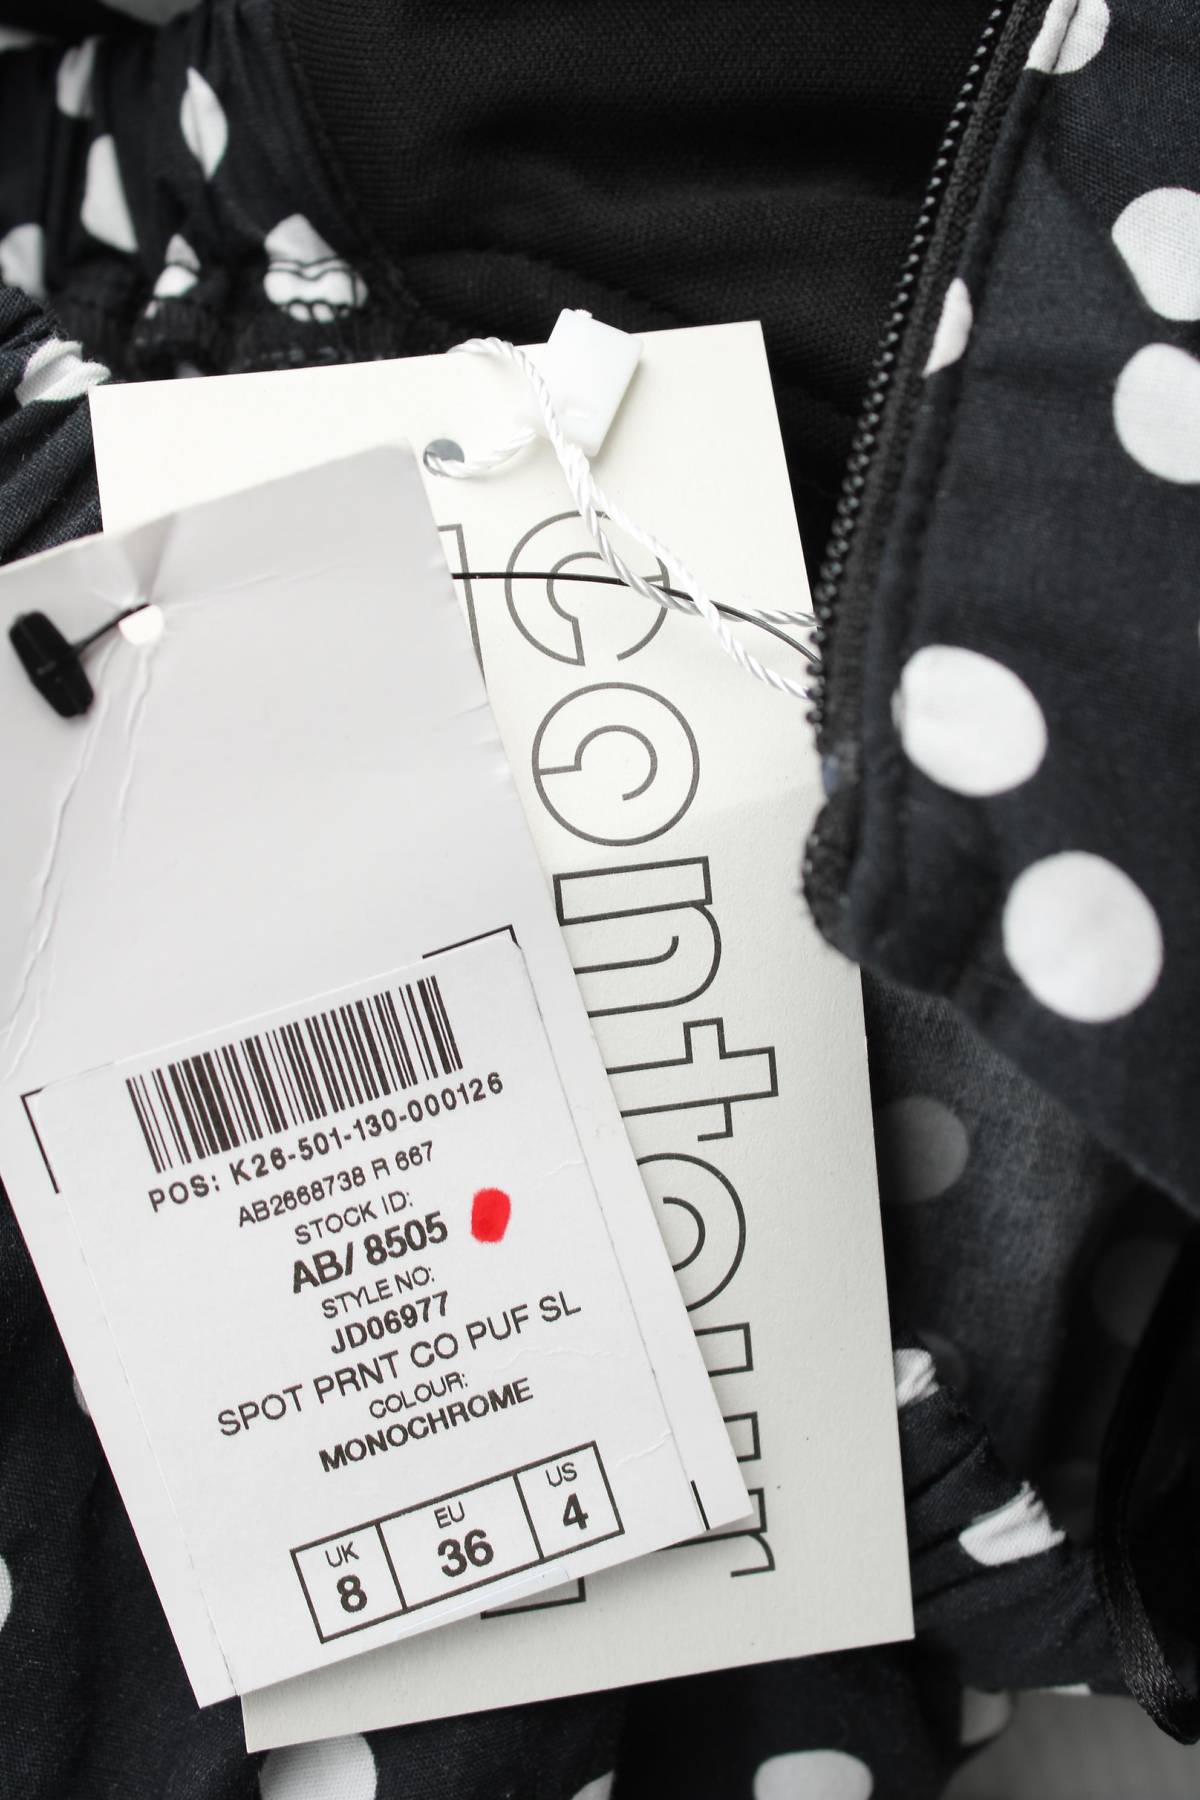 contour
POS: K26-501-130-000126
AB2668738 R 667
STOCK ID:
AB/ 8505
STYLE NO:
JD06977
SPOT PRNT CO PUF SL
COLOUR:
MONOCHROME
UK EU US
8 36 4